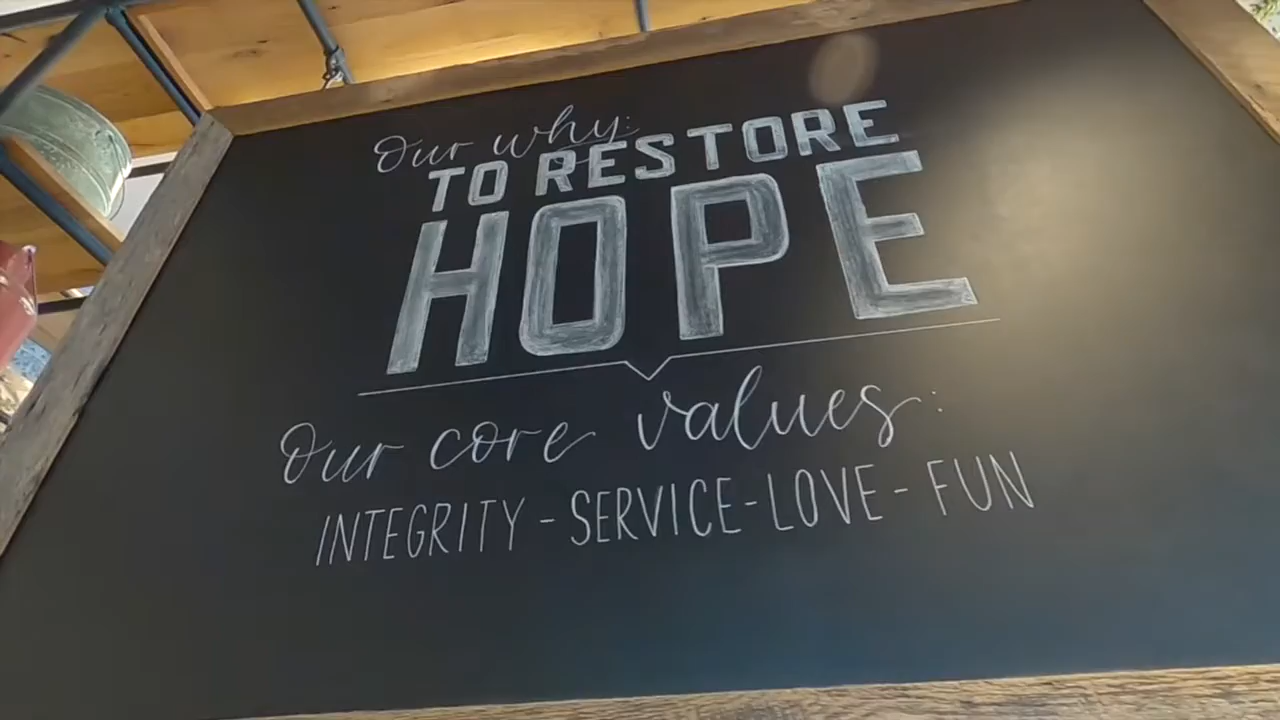 Our why:
TO RESTORE
HOPE
Our core values:
INTEGRITY - SERVICE - LOVE - FUN